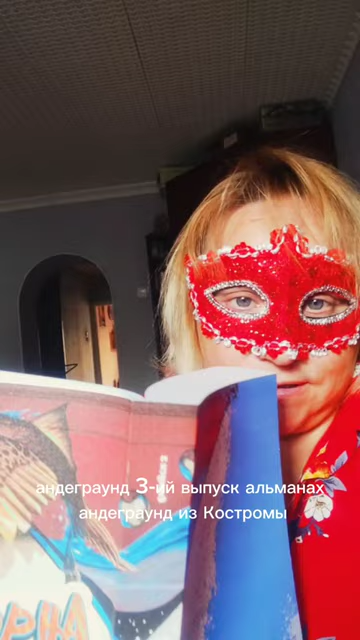 андеграунд 3-ий выпуск альманах
андеграунд из Костромы